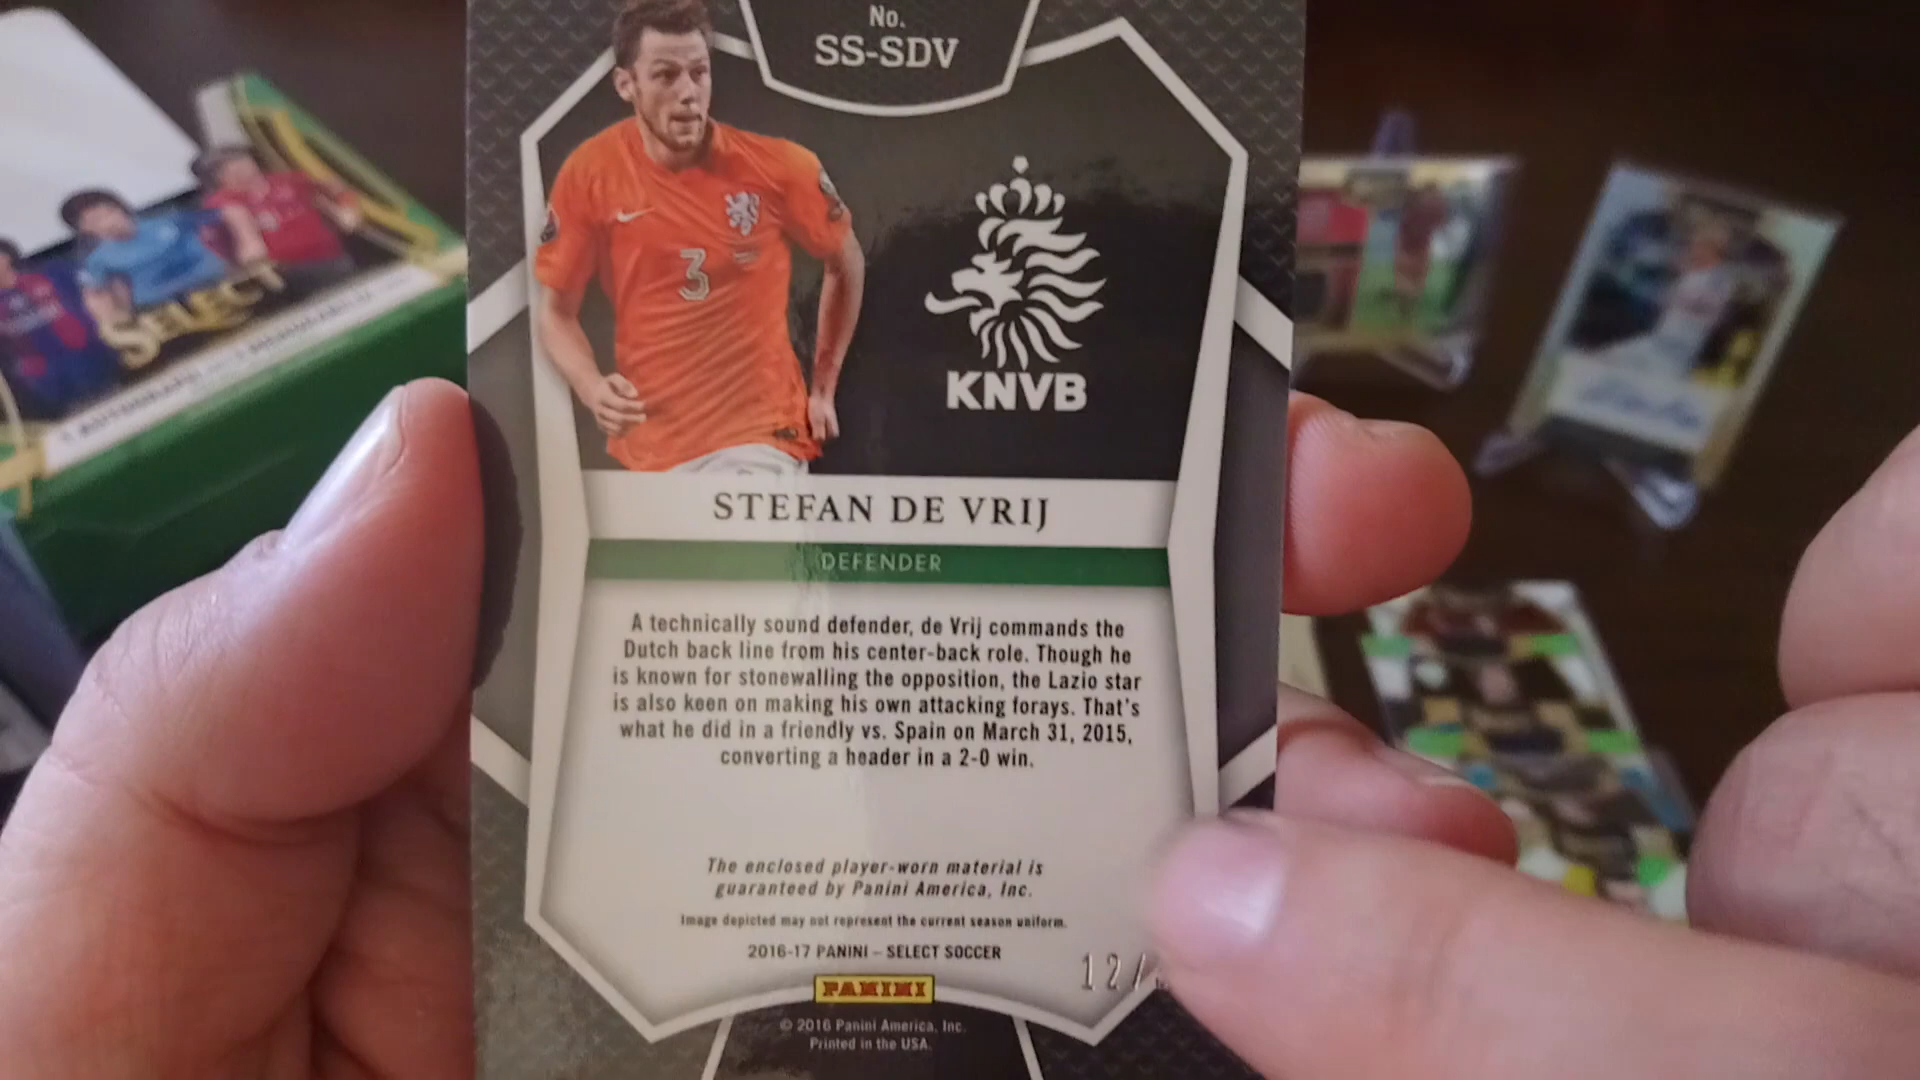 No.
SS-SDV
3
KNVB
STEFAN DE VRIJ
DEFENDER
A technically sound defender, de Vrij commands the
Dutch back line from his center-back role. Though he
is known for stonewalling the opposition, the Lazio star
is also keen on making his own attacking forays. That's
what he did in a friendly vs. Spain on March 31, 2015,
converting a header in a 2-0 win.
The enclosed player-worn material is
guaranteed by Panini America, Inc.
Image depicted may not represent the current season uniform.
2016-17 PANINI – SELECT SOCCER
12/
PANINI
© 2016 Panini America, Inc.
Printed in the USA.
SELECT